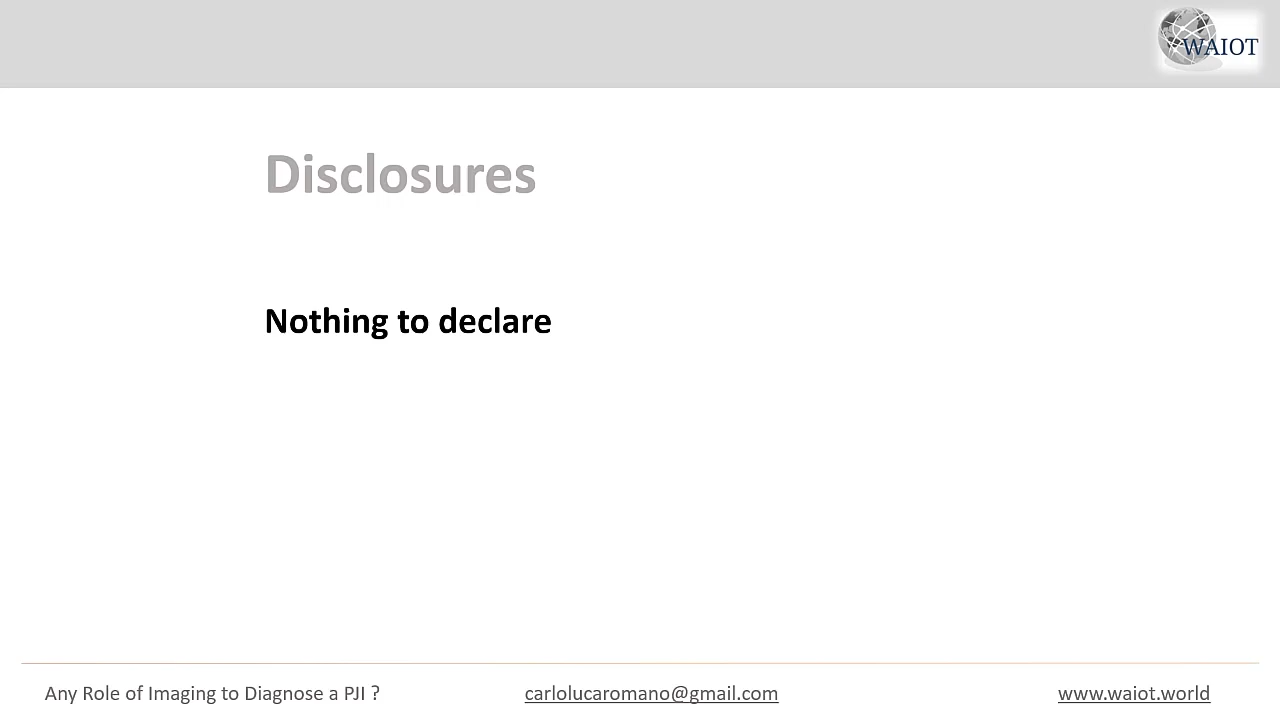 WAIOT
Disclosures
Nothing to declare
Any Role of Imaging to Diagnose a PJI ?
carlolucaromano@gmail.com
www.waiot.world